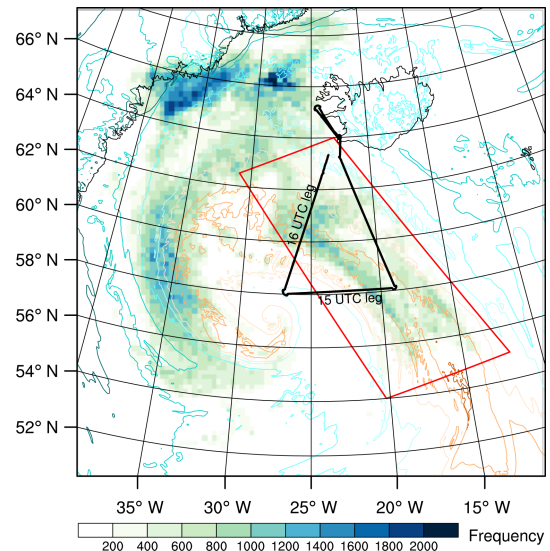 66° N
64° N
62° N
60° N
58° N
56° N
54° N
52° N
16 UTC leg
15 UTC leg
35° W 30° W 25° W 20° W 15° W
200 400 600 800 1000 1200 1400 1600 1800 2000
Frequency